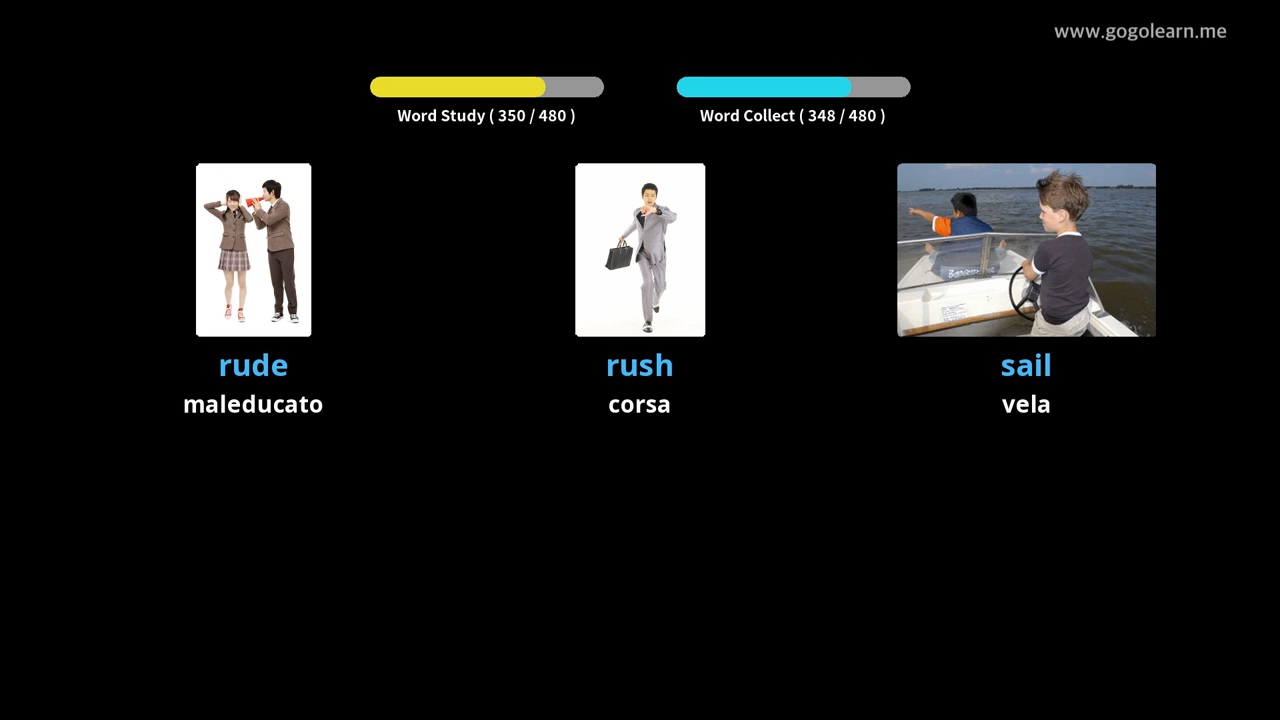 www.gogolearn.me
Word Study ( 350 / 480 )
Word Collect ( 348 / 480 )
rude
maleducato
rush
corsa
sail
vela